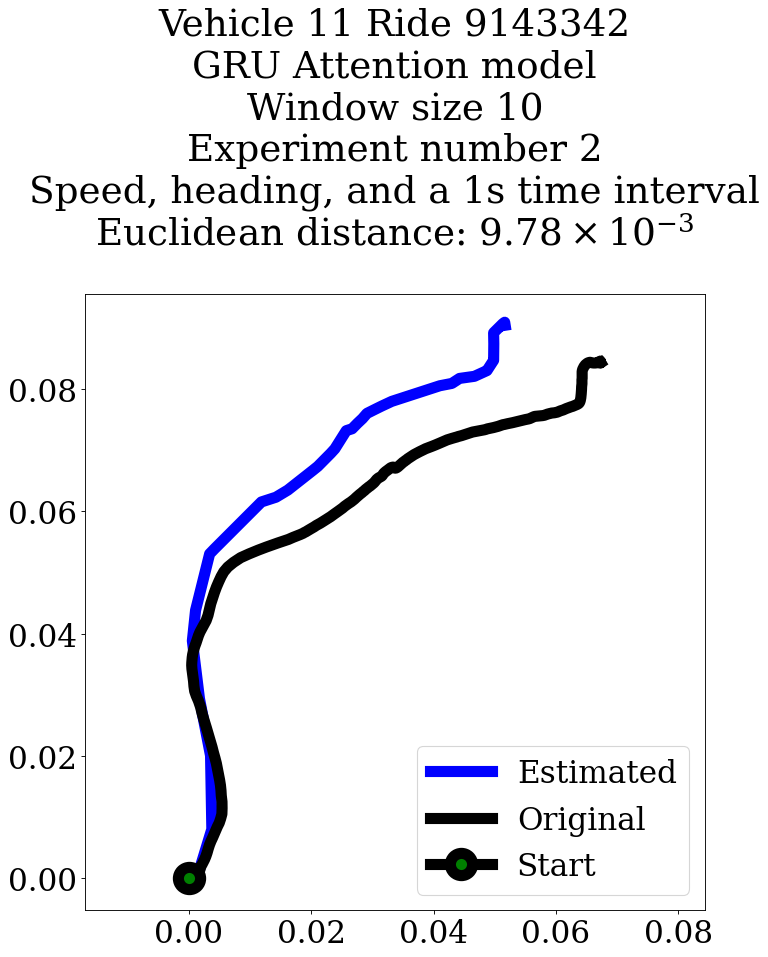 Vehicle 11 Ride 9143342
GRU Attention model
Window size 10
Experiment number 2
Speed, heading, and a 1s time interval
Euclidean distance: 9.78 × 10⁻³
0.08
0.06
0.04
0.02
0.00
Estimated
Original
Start
0.00 0.02 0.04 0.06 0.08